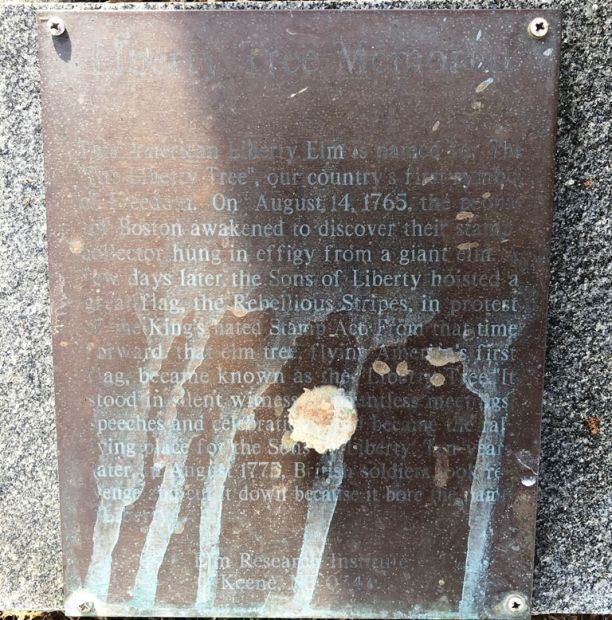 Liberty Tree Memorial
This American Liberty Elm is named for "The
Liberty Tree", our country's first symbol
of Freedom. On August 14, 1765, the people
of Boston awakened to discover their stamp
collector hung in effigy from a giant elm. A
few days later, the Sons of Liberty hoisted a
great flag, the Rebellious Stripes, in protest
of the King's hated Stamp Act. From that time
forward, that elm tree, flying America's first
flag, became known as the "Liberty Tree." It
stood in silent witness to countless meetings
speeches and celebrations became the ral-
lying place for the Sons of Liberty. Ten years
later, in August 1775, British soldiers took re-
venge and cut it down because it bore the name
Elm Research Institute
Keene,